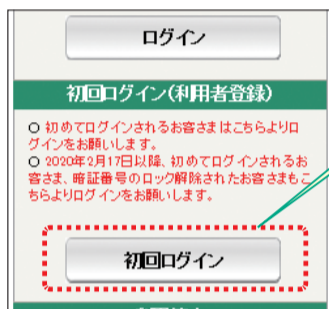 ログイン
初回ログイン(利用者登録)
○ 初めてログインされるお客さまはこちらよりロ
グインをお願いします。
○ 2020年2月17日以降、初めてログインされるお
客さま、暗証番号のロック解除されたお客さまもこ
ちらよりログインをお願いします。
初回ログイン